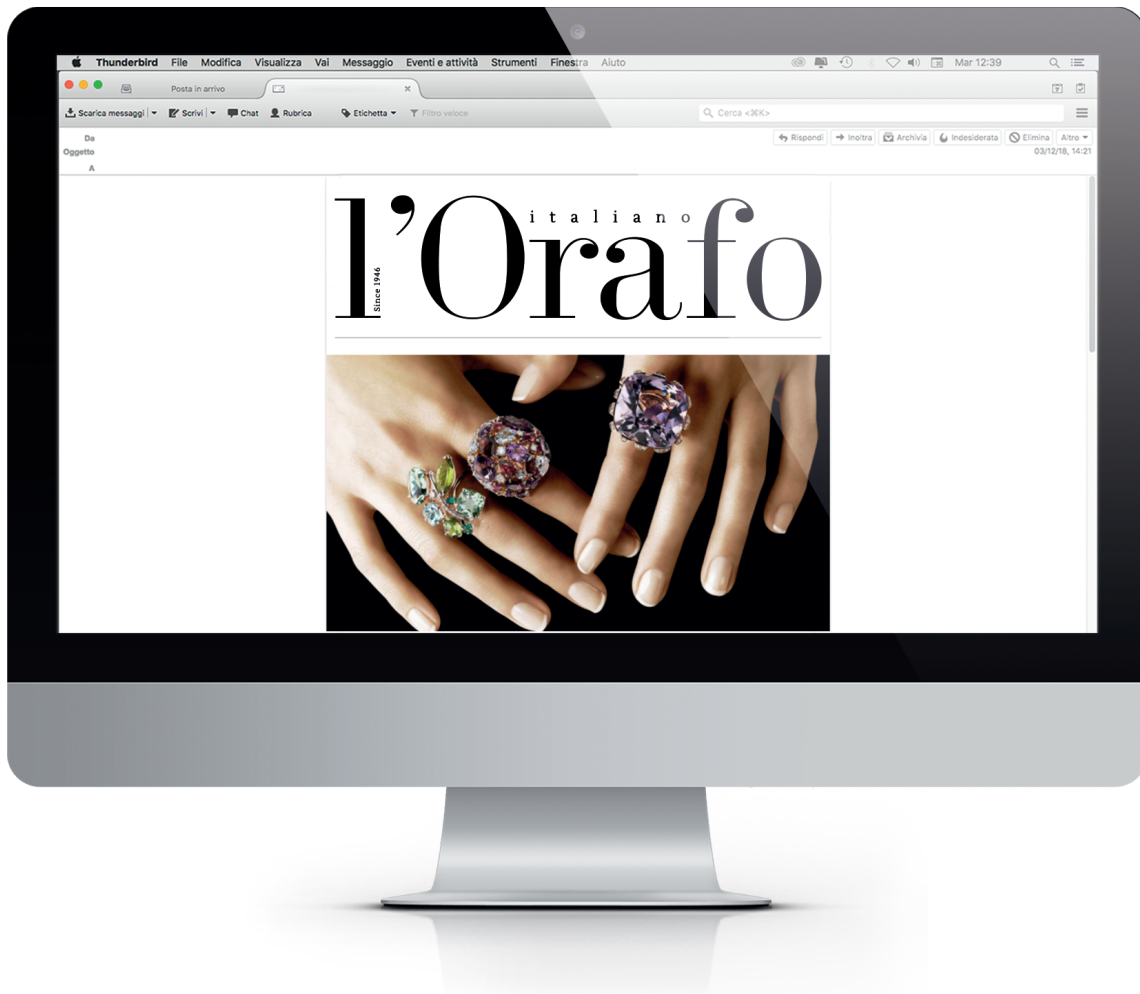 Thunderbird File Modifica Visualizza Vai Messaggio Eventi e attività Strumenti Finestra Aiuto Mar 12:39
Posta in arrivo
Scarica messaggi Scrivi Chat Rubrica Etichetta Filtro veloce Cerca <⌘K>
Da Rispondi Inoltra Archivia Indesiderata Elimina Altro
Oggetto 03/12/18, 14:21
A
l'Orafo
italiano
Since 1946